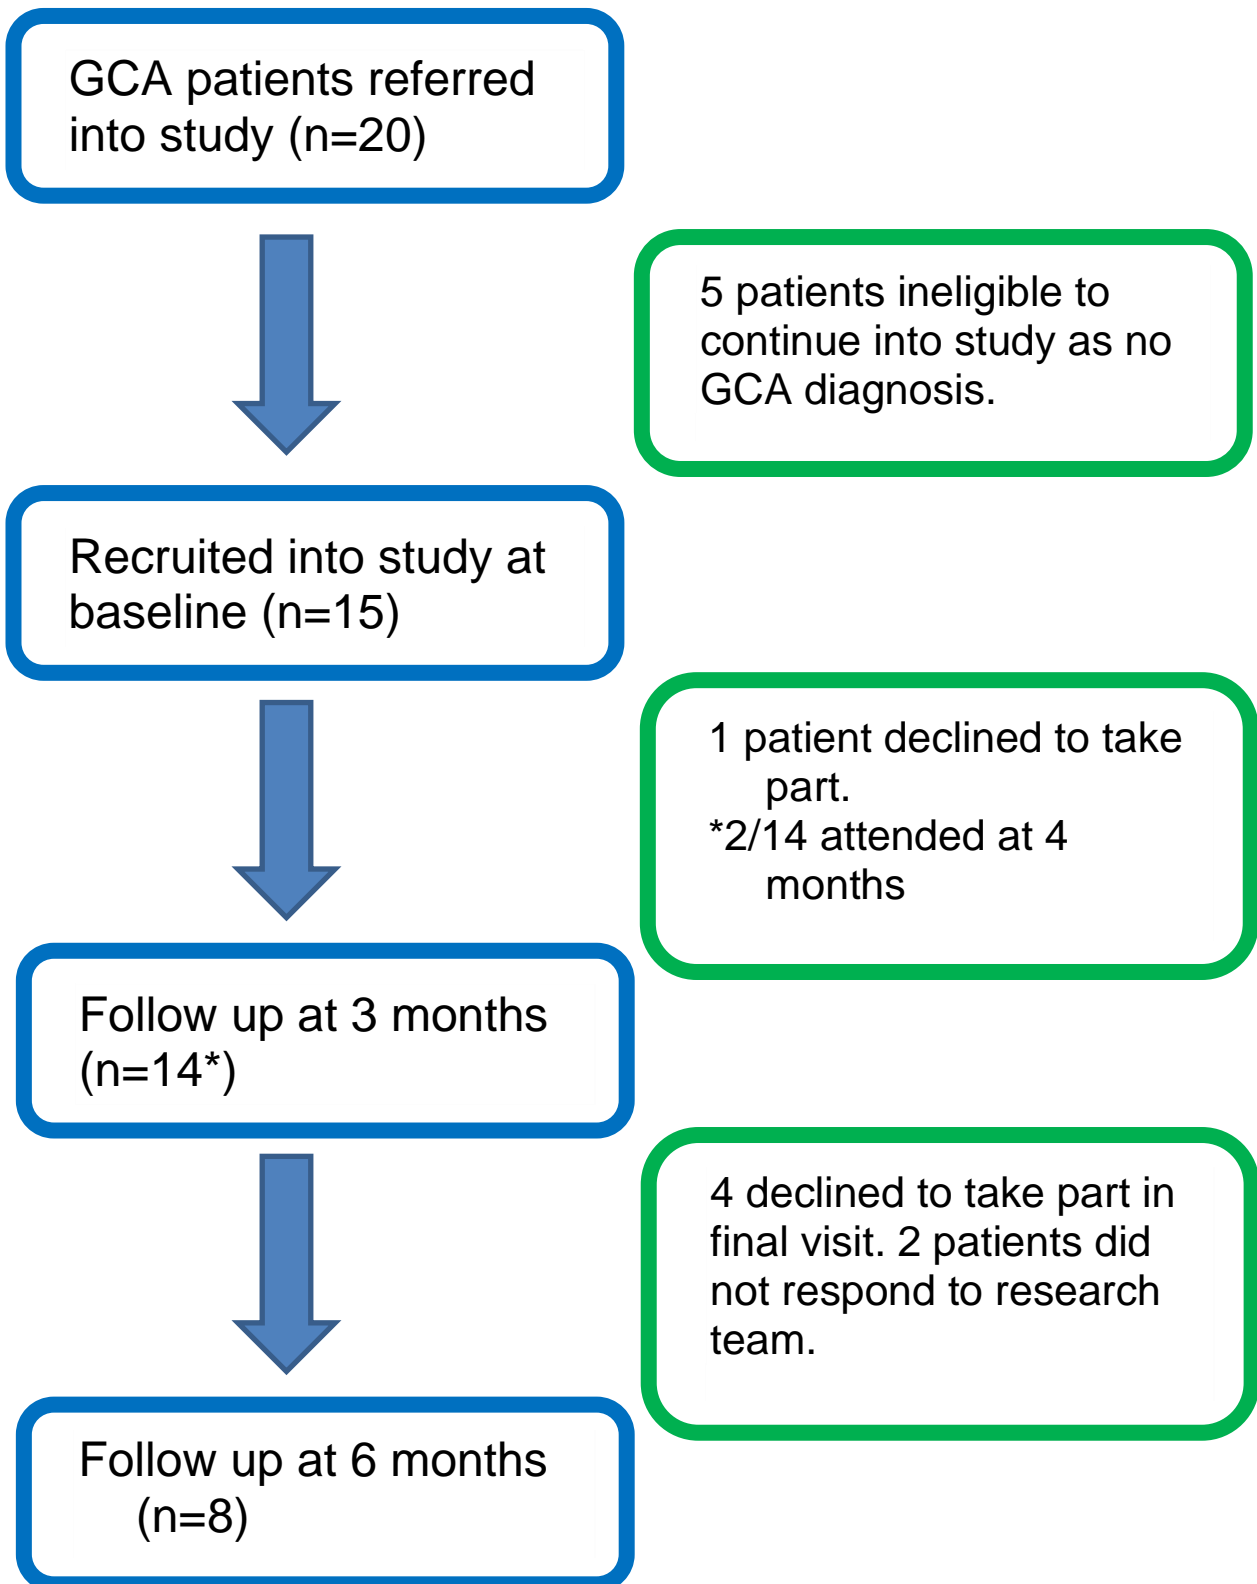 GCA patients referred
into study (n=20)
5 patients ineligible to
continue into study as no
GCA diagnosis.
Recruited into study at
baseline (n=15)
1 patient declined to take
part.
*2/14 attended at 4
months
Follow up at 3 months
(n=14*)
4 declined to take part in
final visit. 2 patients did
not respond to research
team.
Follow up at 6 months
(n=8)